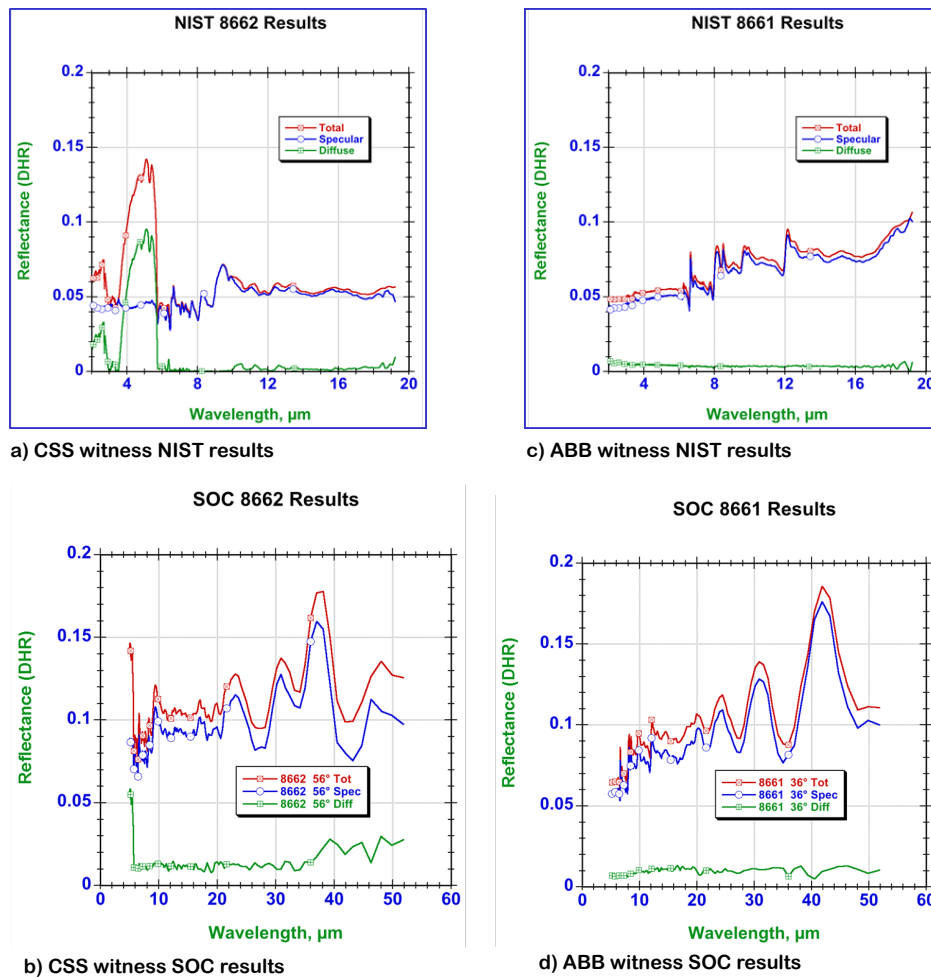 NIST 8662 Results
0.2
0.15
0.1
0.05
0
Reflectance (DHR)
Total
Specular
Diffuse
4 8 12 16 20
Wavelength, µm
a) CSS witness NIST results
NIST 8661 Results
0.2
0.15
0.1
0.05
0
Reflectance (DHR)
Total
Specular
Diffuse
4 8 12 16 20
Wavelength, µm
c) ABB witness NIST results
SOC 8662 Results
0.2
0.15
0.1
0.05
0
Reflectance (DHR)
8662 56° Tot
8662 56° Spec
8662 56° Diff
0 10 20 30 40 50 60
Wavelength, µm
b) CSS witness SOC results
SOC 8661 Results
0.2
0.15
0.1
0.05
0
Reflectance (DHR)
8661 36° Tot
8661 36° Spec
8661 36° Diff
0 10 20 30 40 50 60
Wavelength, µm
d) ABB witness SOC results